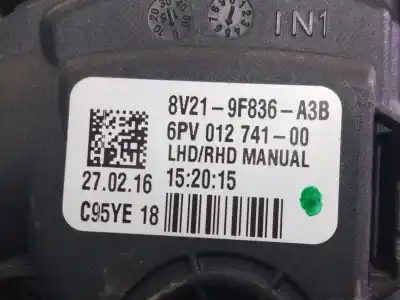 IN1
8V21-9F836-A3B
6PV 012 741-00
LHD/RHD MANUAL
27.02.16 15:20:15
C95YE 18